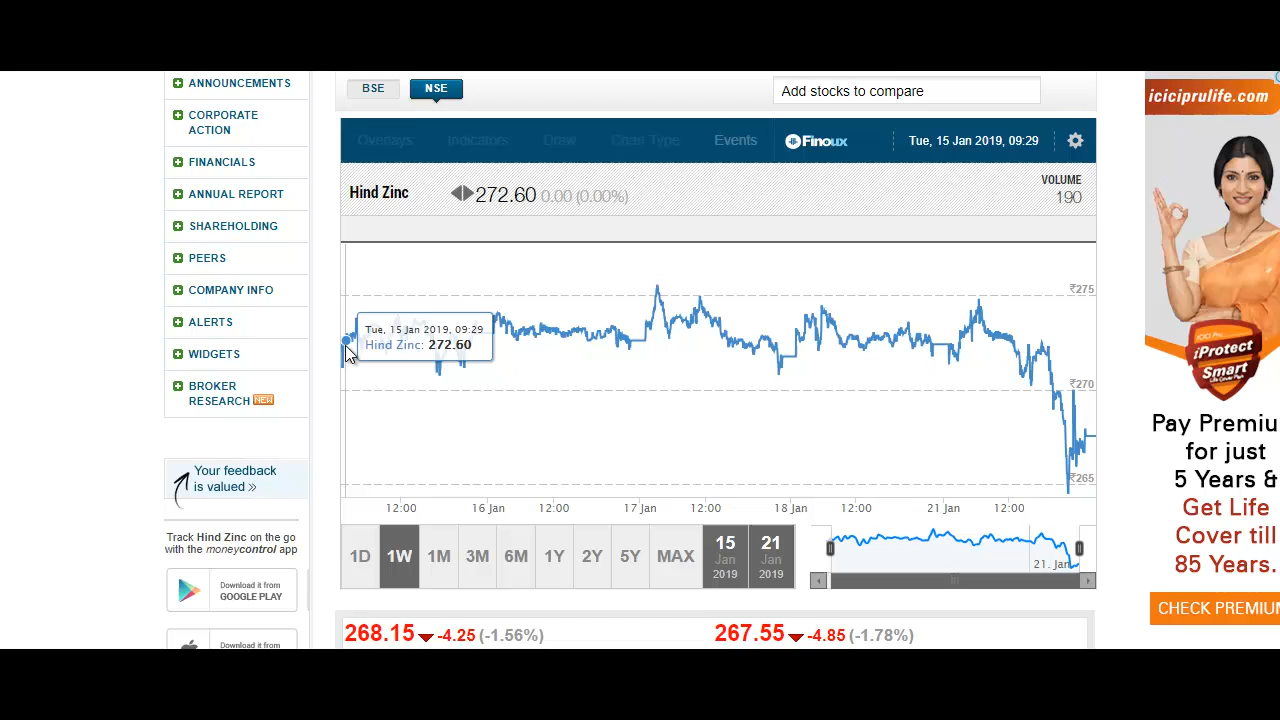 ANNOUNCEMENTS
CORPORATE
ACTION
FINANCIALS
ANNUAL REPORT
SHAREHOLDING
PEERS
COMPANY INFO
ALERTS
WIDGETS
BROKER
RESEARCH NEW
Your feedback
is valued »
Track Hind Zinc on the go
with the moneycontrol app
Download it from
GOOGLE PLAY
Download it from
BSE
NSE
Add stocks to compare
Overlays
Indicators
Draw
Chart Type
Events
Finoux
Tue, 15 Jan 2019, 09:29
Hind Zinc
272.60 0.00 (0.00%)
VOLUME
190
₹275
₹270
₹265
Tue, 15 Jan 2019, 09:29
Hind Zinc: 272.60
12:00 16 Jan 12:00 17 Jan 12:00 18 Jan 12:00 21 Jan 12:00
1D 1W 1M 3M 6M 1Y 2Y 5Y MAX
15
Jan
2019
21
Jan
2019
21. Jan
268.15 -4.25 (-1.56%)
267.55 -4.85 (-1.78%)
iciciprulife.com
iProtect
Smart
Pay Premiu
for just
5 Years &
Get Life
Cover till
85 Years.
CHECK PREMIUM